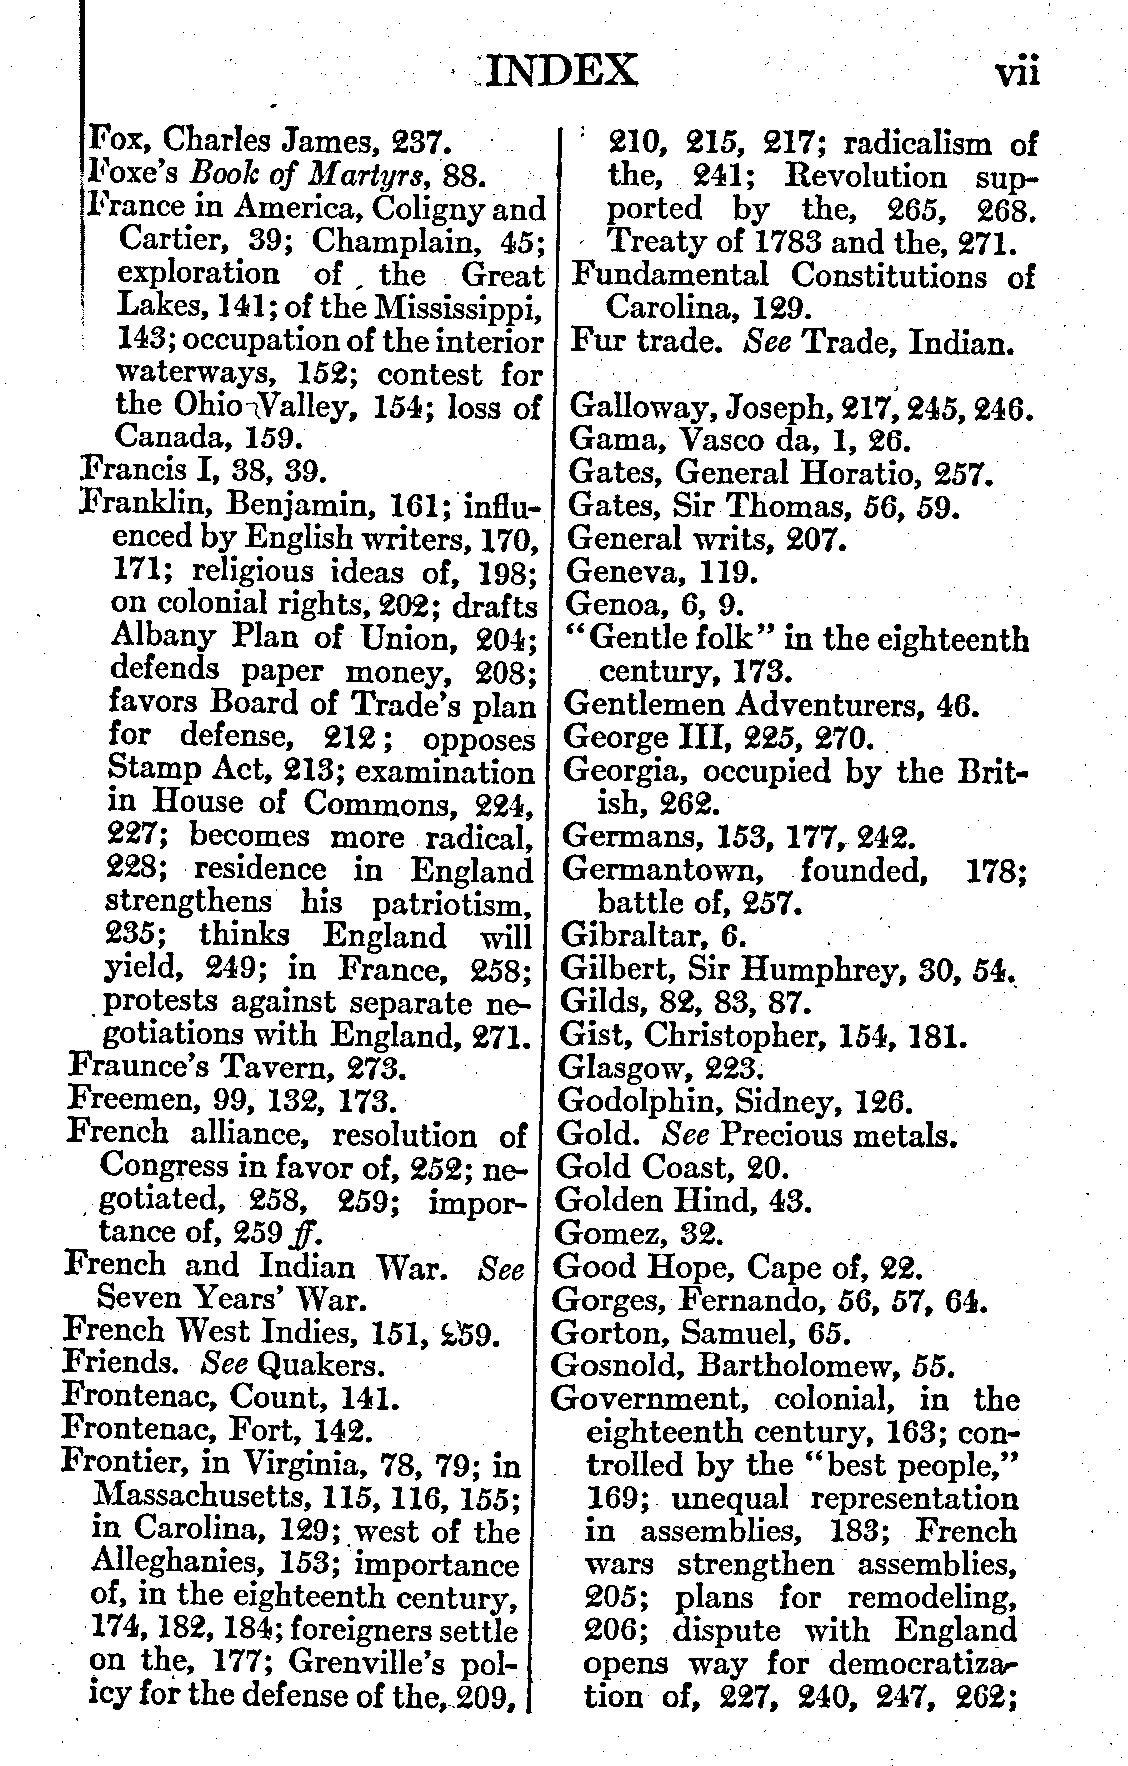 INDEX vii
Fox, Charles James, 237.
Foxe's Book of Martyrs, 88.
France in America, Coligny and
Cartier, 39; Champlain, 45;
exploration of the Great
Lakes, 141; of the Mississippi,
143; occupation of the interior
waterways, 152; contest for
the Ohio Valley, 154; loss of
Canada, 159.
Francis I, 38, 39.
Franklin, Benjamin, 161; influ-
enced by English writers, 170,
171; religious ideas of, 198;
on colonial rights, 202; drafts
Albany Plan of Union, 204;
defends paper money, 208;
favors Board of Trade's plan
for defense, 212; opposes
Stamp Act, 213; examination
in House of Commons, 224,
227; becomes more radical,
228; residence in England
strengthens his patriotism,
235; thinks England will
yield, 249; in France, 258;
protests against separate ne-
gotiations with England, 271.
Fraunce's Tavern, 273.
Freemen, 99, 132, 173.
French alliance, resolution of
Congress in favor of, 252; ne-
gotiated, 258, 259; impor-
tance of, 259 ff.
French and Indian War. See
Seven Years' War.
French West Indies, 151, 259.
Friends. See Quakers.
Frontenac, Count, 141.
Frontenac, Fort, 142.
Frontier, in Virginia, 78, 79; in
Massachusetts, 115, 116, 155;
in Carolina, 129; west of the
Alleghanies, 153; importance
of, in the eighteenth century,
174, 182, 184; foreigners settle
on the, 177; Grenville's pol-
icy for the defense of the, 209,
210, 215, 217; radicalism of
the, 241; Revolution sup-
ported by the, 265, 268.
Treaty of 1783 and the, 271.
Fundamental Constitutions of
Carolina, 129.
Fur trade. See Trade, Indian.
Galloway, Joseph, 217, 245, 246.
Gama, Vasco da, 1, 26.
Gates, General Horatio, 257.
Gates, Sir Thomas, 56, 59.
General writs, 207.
Geneva, 119.
Genoa, 6, 9.
"Gentle folk" in the eighteenth
century, 173.
Gentlemen Adventurers, 46.
George III, 225, 270.
Georgia, occupied by the Brit-
ish, 262.
Germans, 153, 177, 242.
Germantown, founded, 178;
battle of, 257.
Gibraltar, 6.
Gilbert, Sir Humphrey, 30, 54.
Gilds, 82, 83, 87.
Gist, Christopher, 154, 181.
Glasgow, 223.
Godolphin, Sidney, 126.
Gold. See Precious metals.
Gold Coast, 20.
Golden Hind, 43.
Gomez, 32.
Good Hope, Cape of, 22.
Gorges, Fernando, 56, 57, 64.
Gorton, Samuel, 65.
Gosnold, Bartholomew, 55.
Government, colonial, in the
eighteenth century, 163; con-
trolled by the "best people,"
169; unequal representation
in assemblies, 183; French
wars strengthen assemblies,
205; plans for remodeling,
206; dispute with England
opens way for democratiza-
tion of, 227, 240, 247, 262;